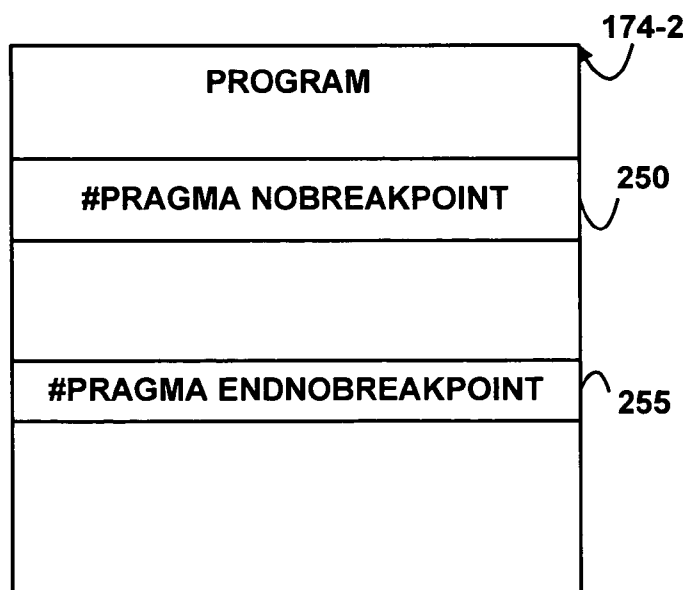 174-2
PROGRAM
#PRAGMA NOBREAKPOINT
250
#PRAGMA ENDNOBREAKPOINT
255